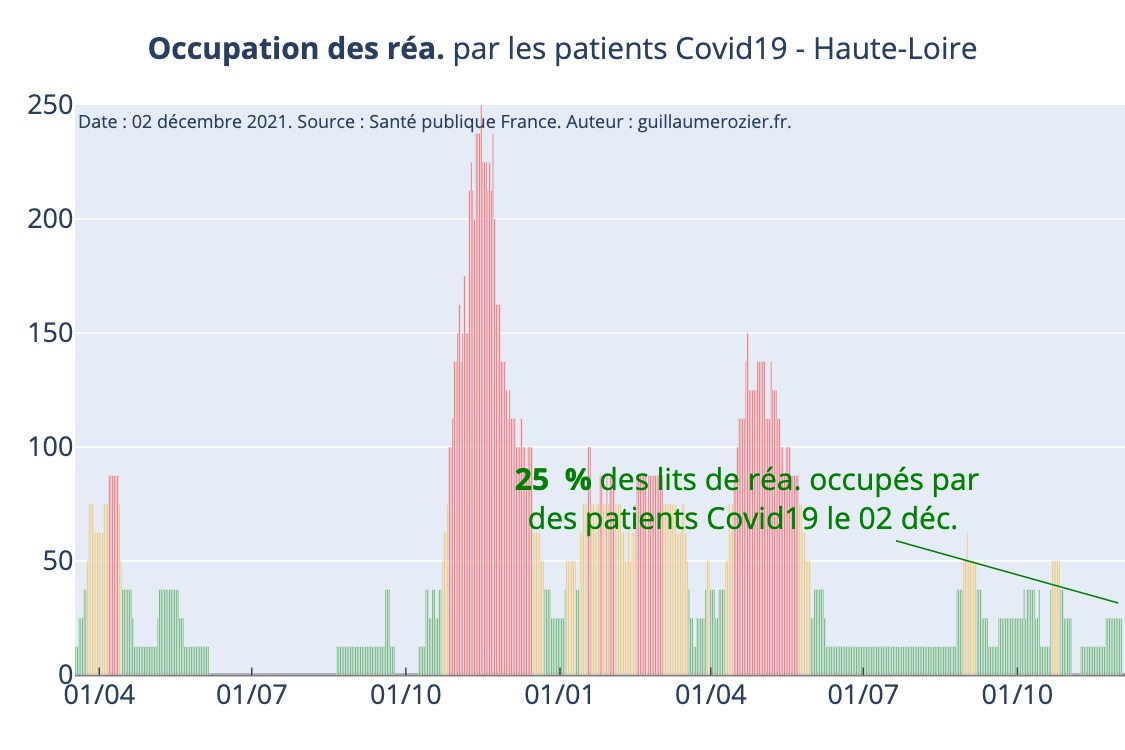 Occupation des réa. par les patients Covid19 - Haute-Loire
250
Date : 02 décembre 2021. Source : Santé publique France. Auteur : guillaumerozier.fr.
200
150
100
25 % des lits de réa. occupés par
des patients Covid19 le 02 déc.
50
0
01/04 01/07 01/10 01/01 01/04 01/07 01/10